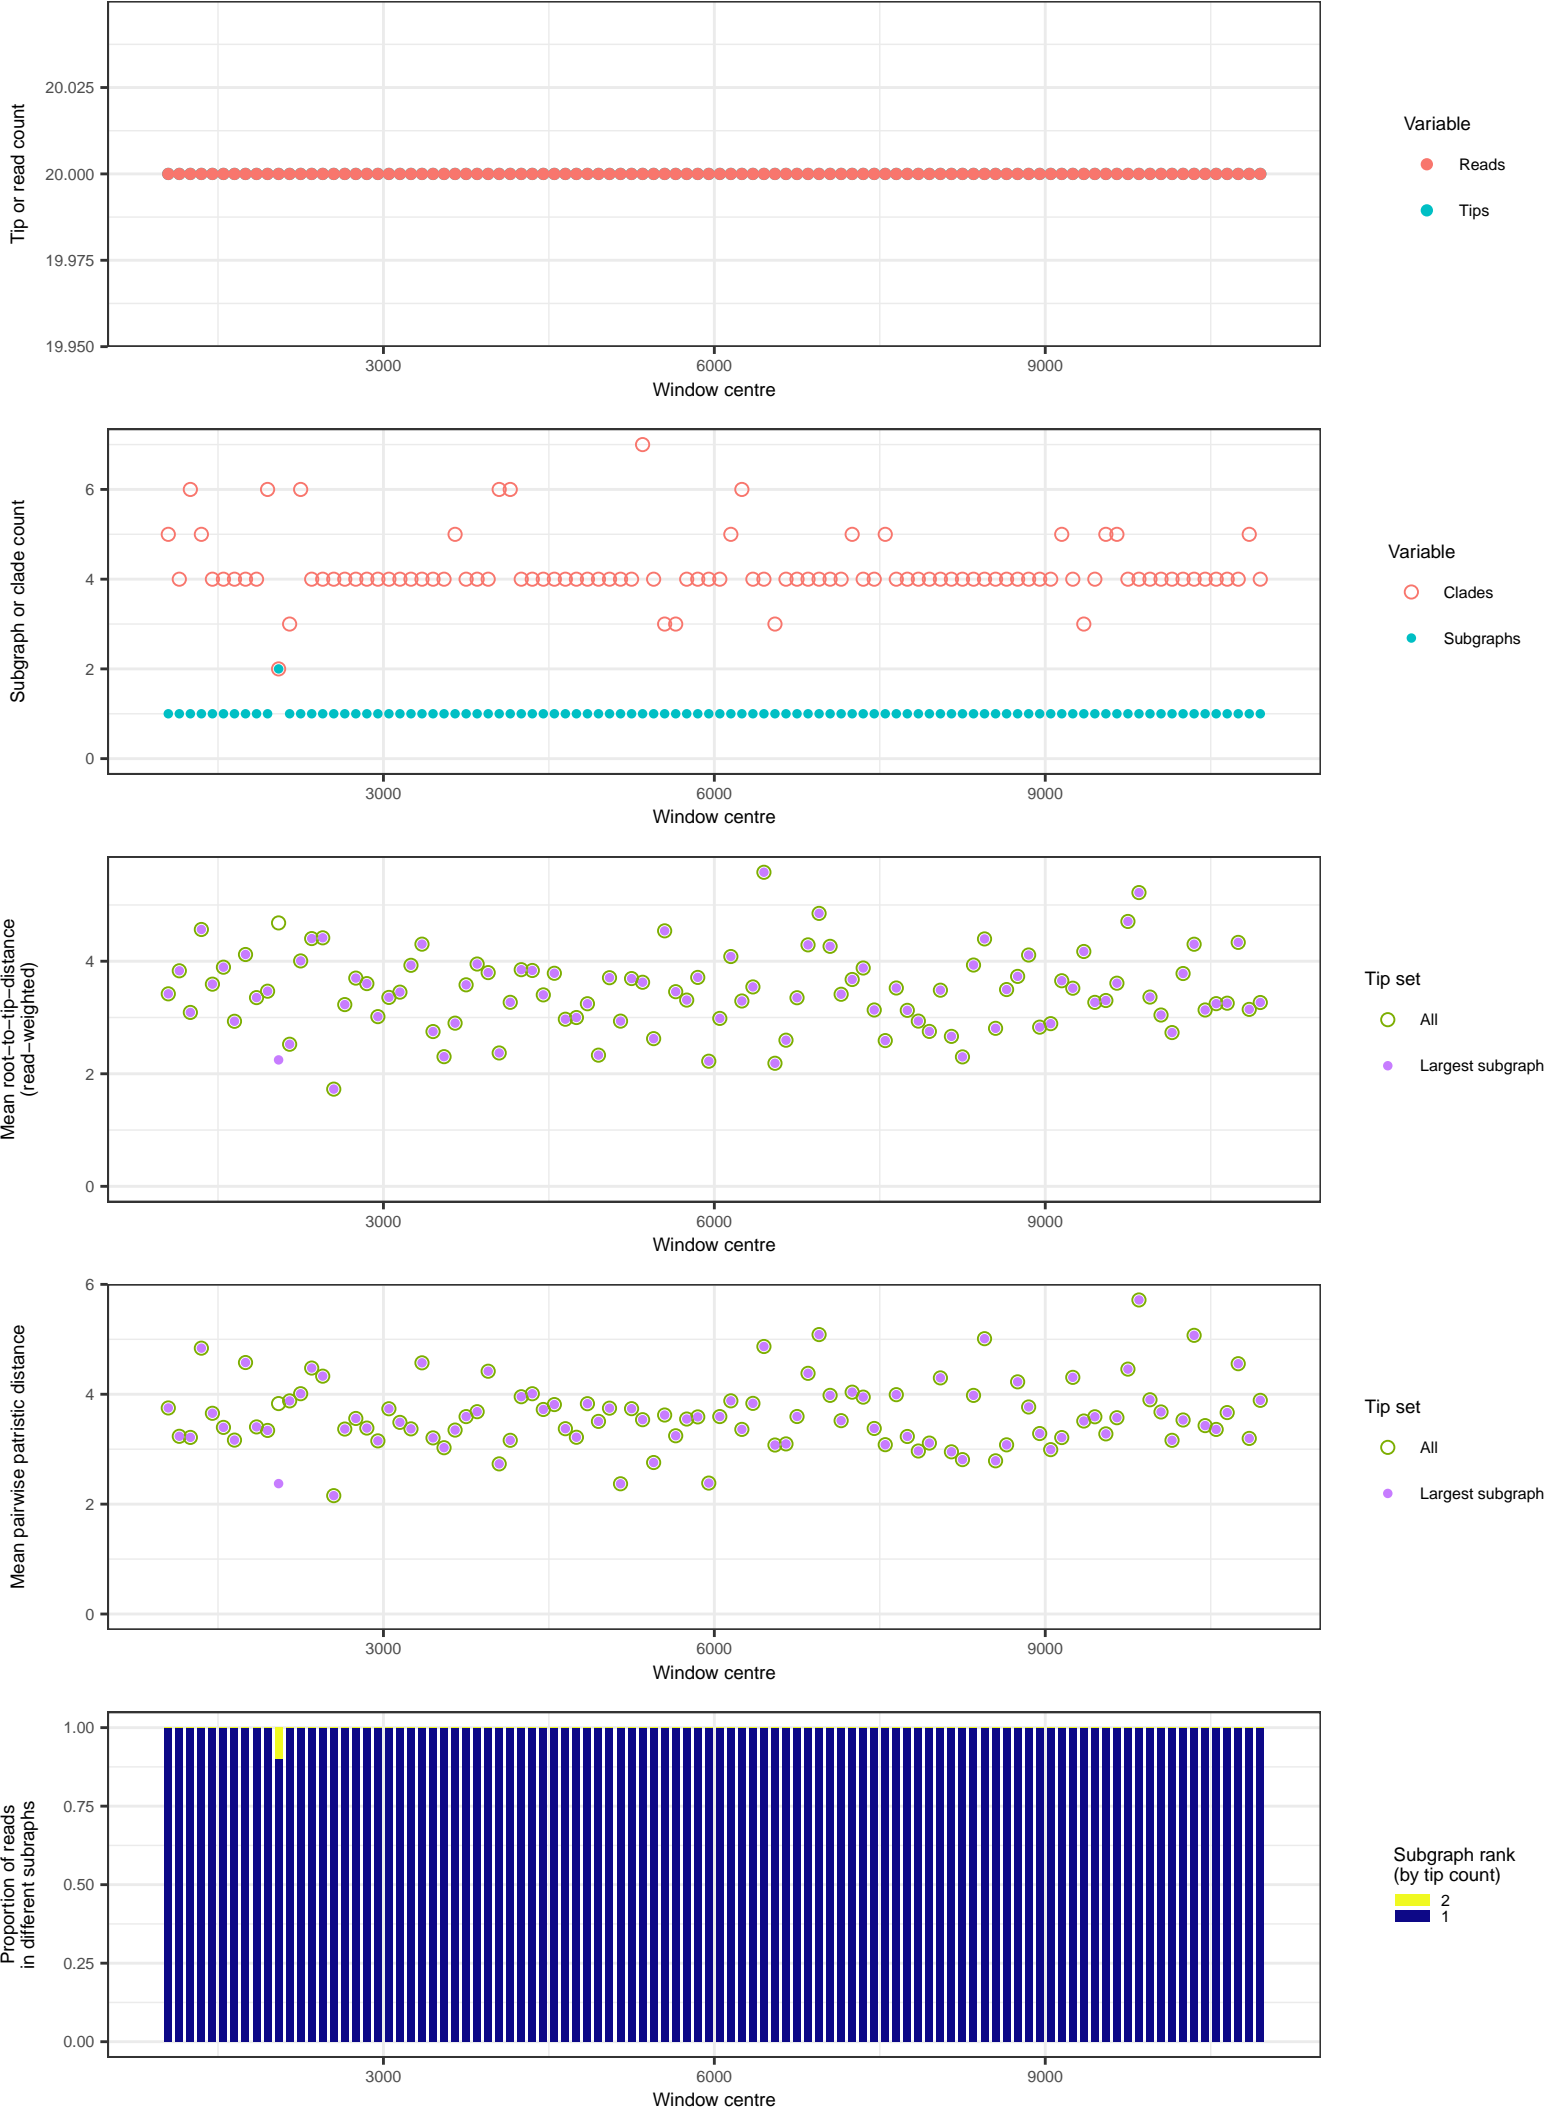 Tip or read count
20.025
20.000
19.975
19.950
3000
6000
9000
Window centre
Variable
Reads
Tips
Subgraph or clade count
6
4
2
0
3000
6000
9000
Window centre
Variable
Clades
Subgraphs
Mean root−to−tip−distance
(read−weighted)
4
2
0
3000
6000
9000
Window centre
Tip set
All
Largest subgraph
Mean pairwise patristic distance
6
4
2
0
3000
6000
9000
Window centre
Tip set
All
Largest subgraph
Proportion of reads
in different subraphs
1.00
0.75
0.50
0.25
0.00
3000
6000
9000
Window centre
Subgraph rank
(by tip count)
2
1